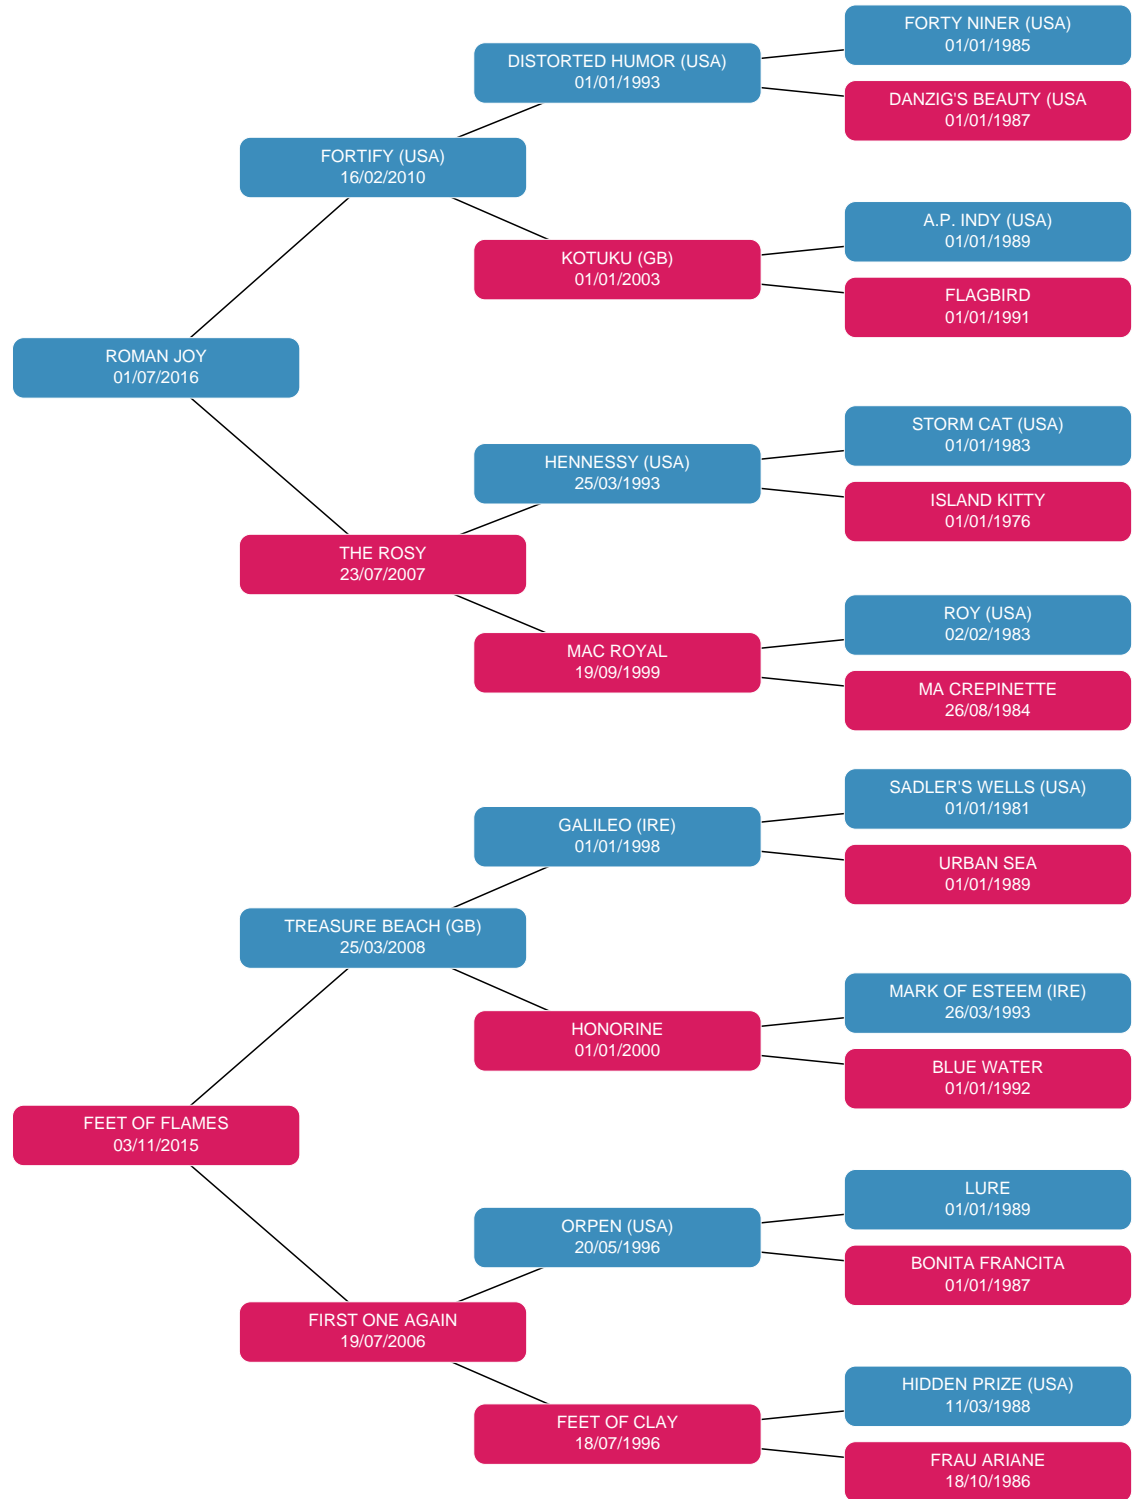 FORTY NINER (USA)
01/01/1985
DISTORTED HUMOR (USA)
01/01/1993
DANZIG'S BEAUTY (USA
01/01/1987
FORTIFY (USA)
16/02/2010
A.P. INDY (USA)
01/01/1989
KOTUKU (GB)
01/01/2003
FLAGBIRD
01/01/1991
ROMAN JOY
01/07/2016
STORM CAT (USA)
01/01/1983
HENNESSY (USA)
25/03/1993
ISLAND KITTY
01/01/1976
THE ROSY
23/07/2007
ROY (USA)
02/02/1983
MAC ROYAL
19/09/1999
MA CREPINETTE
26/08/1984
SADLER'S WELLS (USA)
01/01/1981
GALILEO (IRE)
01/01/1998
URBAN SEA
01/01/1989
TREASURE BEACH (GB)
25/03/2008
MARK OF ESTEEM (IRE)
26/03/1993
HONORINE
01/01/2000
BLUE WATER
01/01/1992
FEET OF FLAMES
03/11/2015
LURE
01/01/1989
ORPEN (USA)
20/05/1996
BONITA FRANCITA
01/01/1987
FIRST ONE AGAIN
19/07/2006
HIDDEN PRIZE (USA)
11/03/1988
FEET OF CLAY
18/07/1996
FRAU ARIANE
18/10/1986